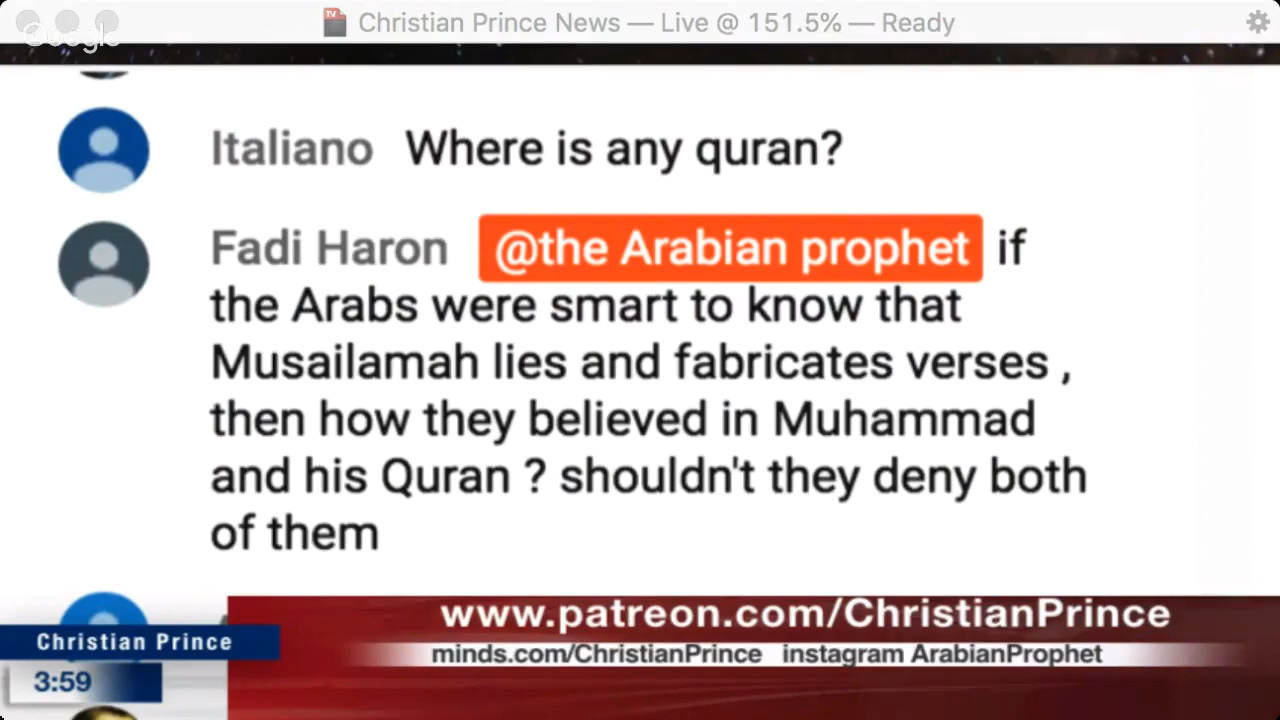 Christian Prince News — Live @ 151.5% — Ready
Google
Italiano Where is any quran?
Fadi Haron @the Arabian prophet if
the Arabs were smart to know that
Musailamah lies and fabricates verses ,
then how they believed in Muhammad
and his Quran ? shouldn't they deny both
of them
www.patreon.com/ChristianPrince
Christian Prince
minds.com/ChristianPrince instagram ArabianProphet
3:59